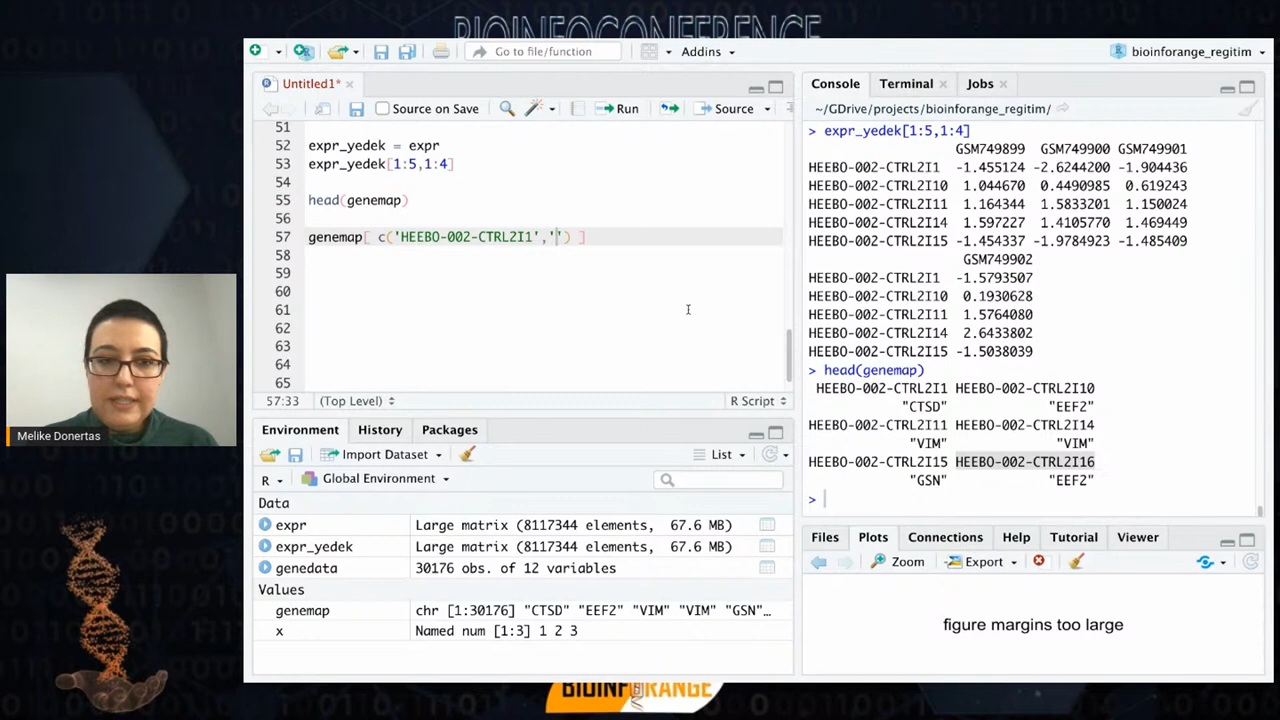 BIOINFOCONFERENCE
Go to file/function
Addins
bioinforange_regitim
Untitled1*
Source on Save
Run
Source
51
52 expr_yedek = expr
53 expr_yedek[1:5,1:4]
54
55 head(genemap)
56
57 genemap[ c('HEEBO-002-CTRL2I1','') ]
58
59
60
61
62
63
64
65
57:33 (Top Level) R Script
Environment History Packages
Import Dataset List
R Global Environment
Data
expr Large matrix (8117344 elements, 67.6 MB)
expr_yedek Large matrix (8117344 elements, 67.6 MB)
genedata 30176 obs. of 12 variables
Values
genemap chr [1:30176] "CTSD" "EEF2" "VIM" "VIM" "GSN"…
x Named num [1:3] 1 2 3
Console Terminal Jobs
~/GDrive/projects/bioinforange_regitim/
> expr_yedek[1:5,1:4]
GSM749899 GSM749900 GSM749901
HEEBO-002-CTRL2I1 -1.455124 -2.6244200 -1.904436
HEEBO-002-CTRL2I10 1.044670 0.4490985 0.619243
HEEBO-002-CTRL2I11 1.164344 1.5833201 1.150024
HEEBO-002-CTRL2I14 1.597227 1.4105770 1.469449
HEEBO-002-CTRL2I15 -1.454337 -1.9784923 -1.485409
GSM749902
HEEBO-002-CTRL2I1 -1.5793507
HEEBO-002-CTRL2I10 0.1930628
HEEBO-002-CTRL2I11 1.5764080
HEEBO-002-CTRL2I14 2.6433802
HEEBO-002-CTRL2I15 -1.5038039
> head(genemap)
HEEBO-002-CTRL2I1 HEEBO-002-CTRL2I10
"CTSD" "EEF2"
HEEBO-002-CTRL2I11 HEEBO-002-CTRL2I14
"VIM" "VIM"
HEEBO-002-CTRL2I15 HEEBO-002-CTRL2I16
"GSN" "EEF2"
>
Files Plots Connections Help Tutorial Viewer
Zoom Export
figure margins too large
Melike Donertas
BIOINFORANGE